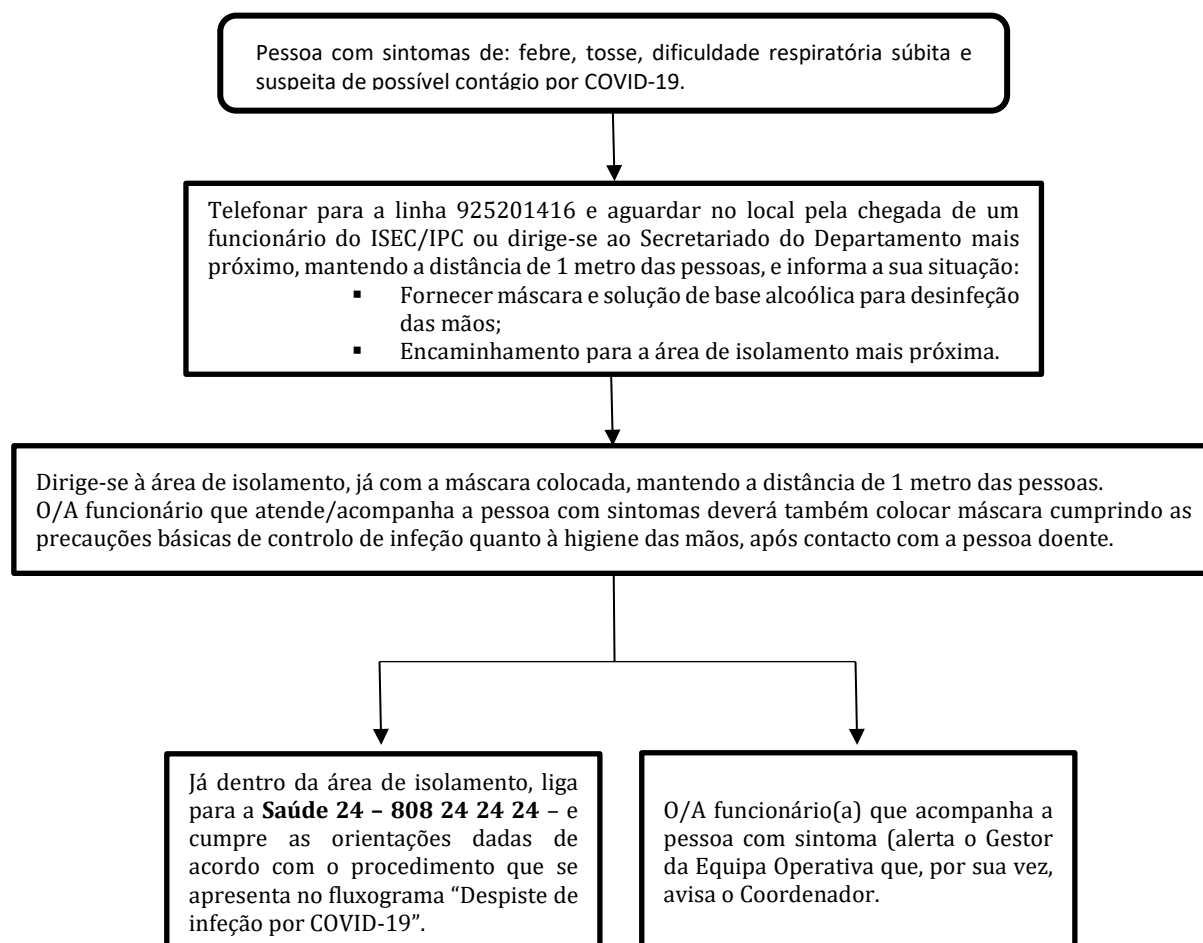 Pessoa com sintomas de: febre, tosse, dificuldade respiratória súbita e
suspeita de possível contágio por COVID-19.
Telefonar para a linha 925201416 e aguardar no local pela chegada de um
funcionário do ISEC/IPC ou dirige-se ao Secretariado do Departamento mais
próximo, mantendo a distância de 1 metro das pessoas, e informa a sua situação:
▪ Fornecer máscara e solução de base alcoólica para desinfeção
das mãos;
▪ Encaminhamento para a área de isolamento mais próxima.
Dirige-se à área de isolamento, já com a máscara colocada, mantendo a distância de 1 metro das pessoas.
O/A funcionário que atende/acompanha a pessoa com sintomas deverá também colocar máscara cumprindo as
precauções básicas de controlo de infeção quanto à higiene das mãos, após contacto com a pessoa doente.
Já dentro da área de isolamento, liga
para a Saúde 24 – 808 24 24 24 – e
cumpre as orientações dadas de
acordo com o procedimento que se
apresenta no fluxograma “Despiste de
infeção por COVID-19”.
O/A funcionário(a) que acompanha a
pessoa com sintoma (alerta o Gestor
da Equipa Operativa que, por sua vez,
avisa o Coordenador.